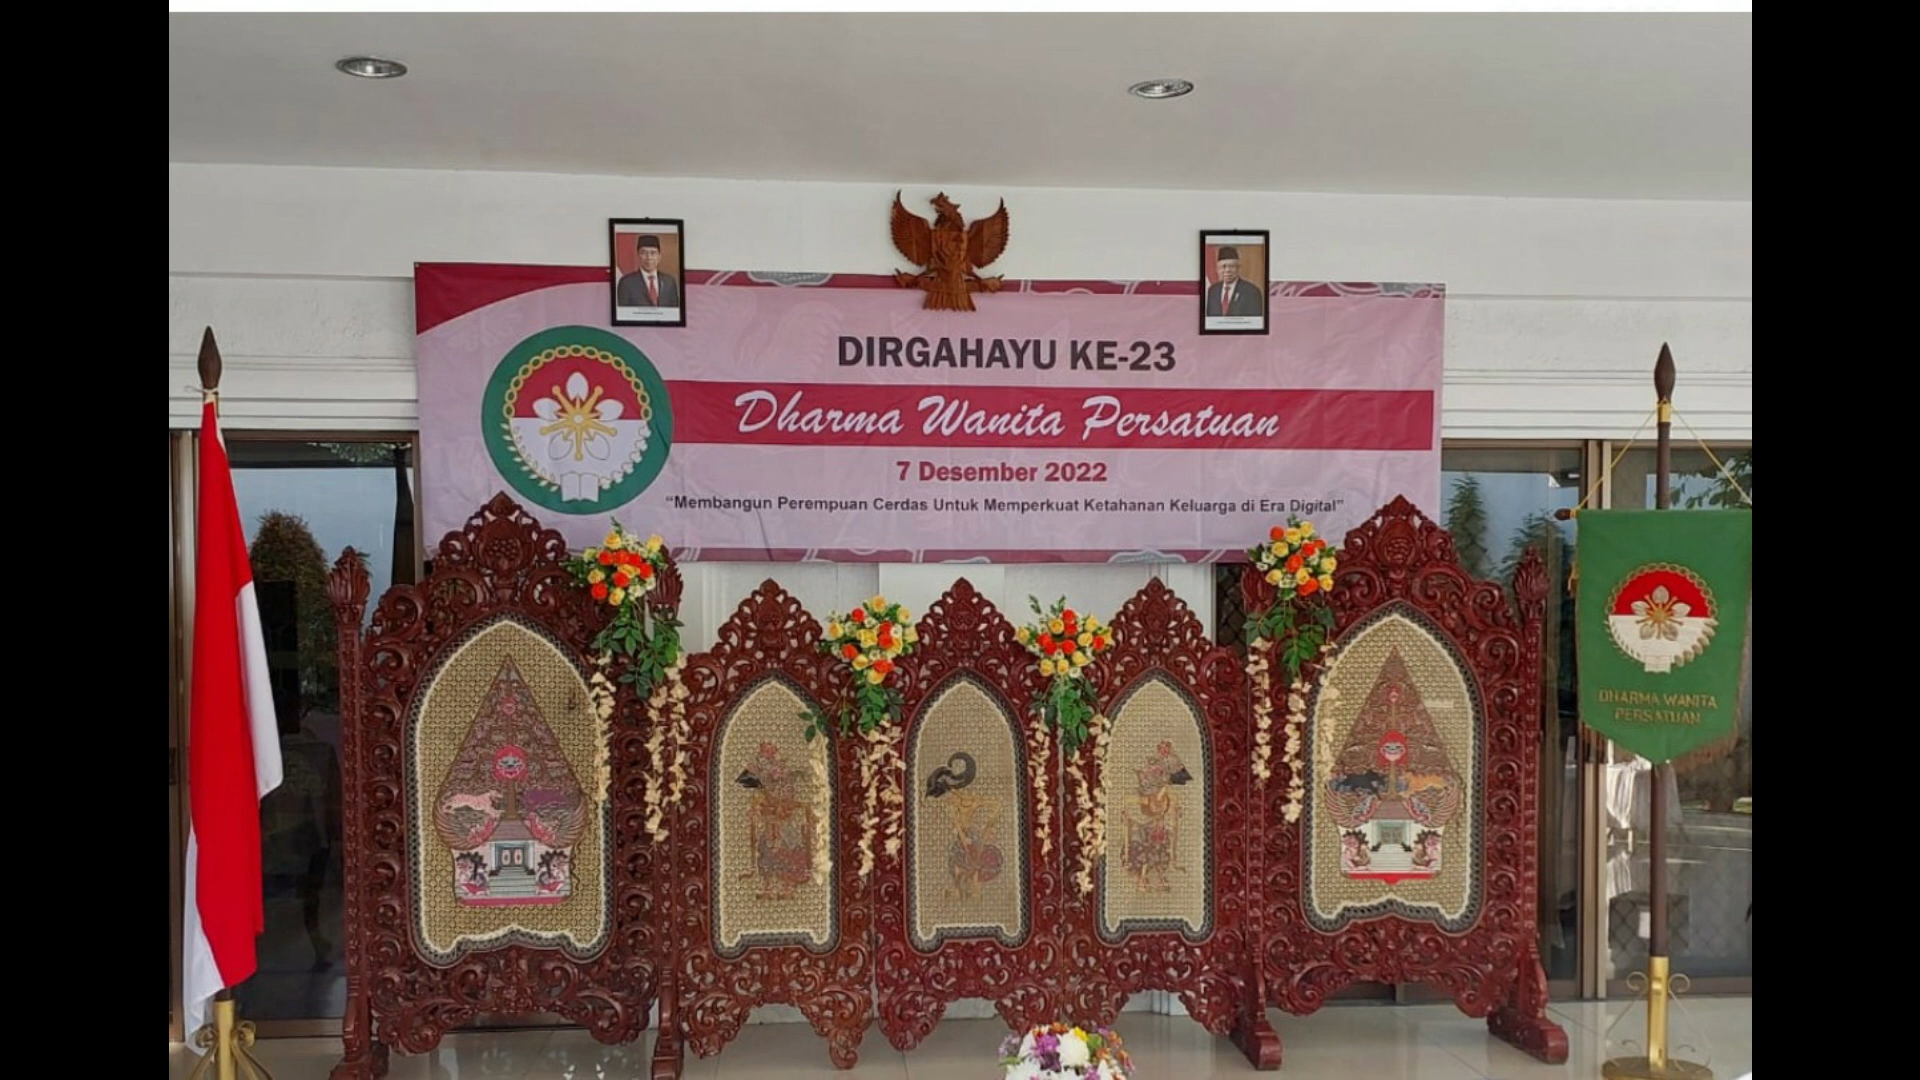 DIRGAHAYU KE-23
Dharma Wanita Persatuan
7 Desember 2022
“Membangun Perempuan Cerdas Untuk Memperkuat Ketahanan Keluarga di Era Digital”
DHARMA WANITA
PERSATUAN